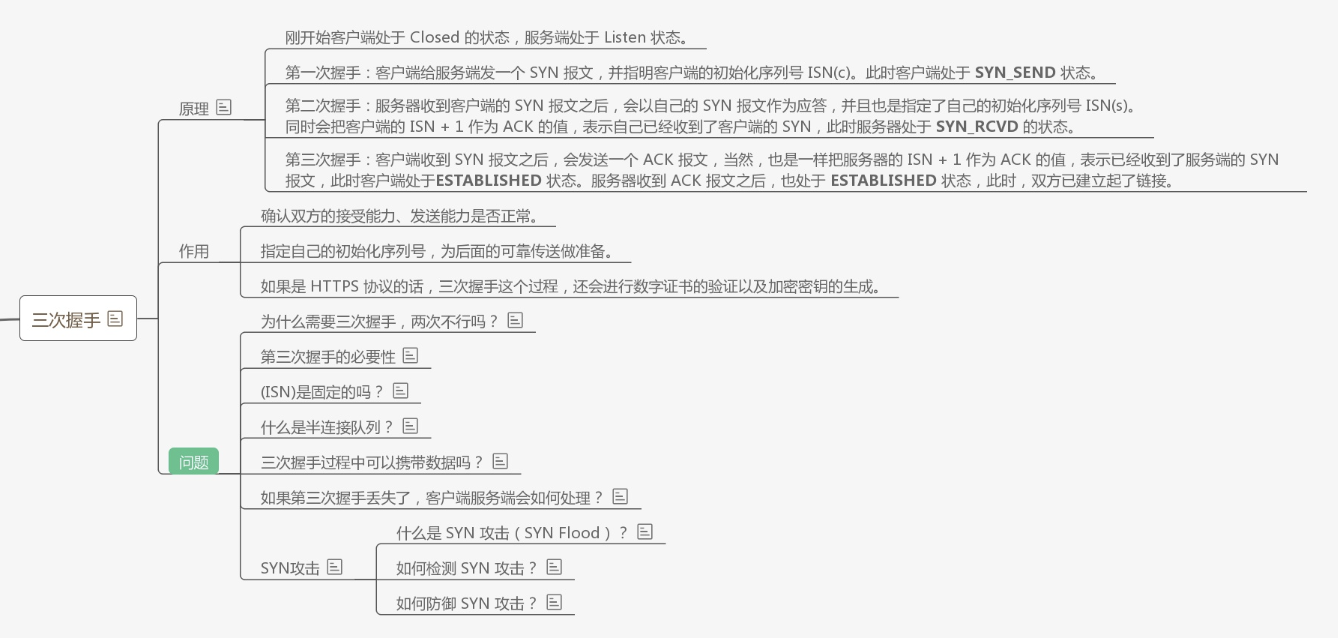 刚开始客户端处于 Closed 的状态，服务端处于 Listen 状态。
第一次握手：客户端给服务端发一个 SYN 报文，并指明客户端的初始化序列号 ISN(c)。此时客户端处于 SYN_SEND 状态。
原理
第二次握手：服务器收到客户端的 SYN 报文之后，会以自己的 SYN 报文作为应答，并且也是指定了自己的初始化序列号 ISN(s)。
同时会把客户端的 ISN + 1 作为 ACK 的值，表示自己已经收到了客户端的 SYN，此时服务器处于 SYN_RCVD 的状态。
第三次握手：客户端收到 SYN 报文之后，会发送一个 ACK 报文，当然，也是一样把服务器的 ISN + 1 作为 ACK 的值，表示已经收到了服务端的 SYN
报文，此时客户端处于ESTABLISHED 状态。服务器收到 ACK 报文之后，也处于 ESTABLISHED 状态，此时，双方已建立起了链接。
确认双方的接受能力、发送能力是否正常。
作用
指定自己的初始化序列号，为后面的可靠传送做准备。
如果是 HTTPS 协议的话，三次握手这个过程，还会进行数字证书的验证以及加密密钥的生成。
三次握手
为什么需要三次握手，两次不行吗？
第三次握手的必要性
(ISN)是固定的吗？
什么是半连接队列？
问题
三次握手过程中可以携带数据吗？
如果第三次握手丢失了，客户端服务端会如何处理？
什么是 SYN 攻击（SYN Flood）？
SYN攻击
如何检测 SYN 攻击？
如何防御 SYN 攻击？